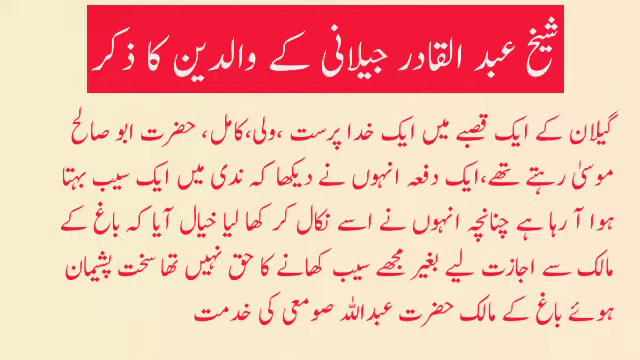 شیخ عبد القادر جیلانی کے والدین کا ذکر
گیلان کے ایک قصبے میں ایک خدا پرست ،ولی،کامل، حضرت ابو صالح
موسیٰ رہتے تھے،ایک دفعہ انہوں نے دیکھا کہ ندی میں ایک سیب بہتا
ہوا آ رہا ہے چنانچہ انہوں نے اسے نکال کر کھا لیا خیال آیا کہ باغ کے
مالک سے اجازت لیے بغیر مجھے سیب کھانے کا حق نہیں تھا سخت پشیمان
ہوئے باغ کے مالک حضرت عبداللہ صومعی کی خدمت